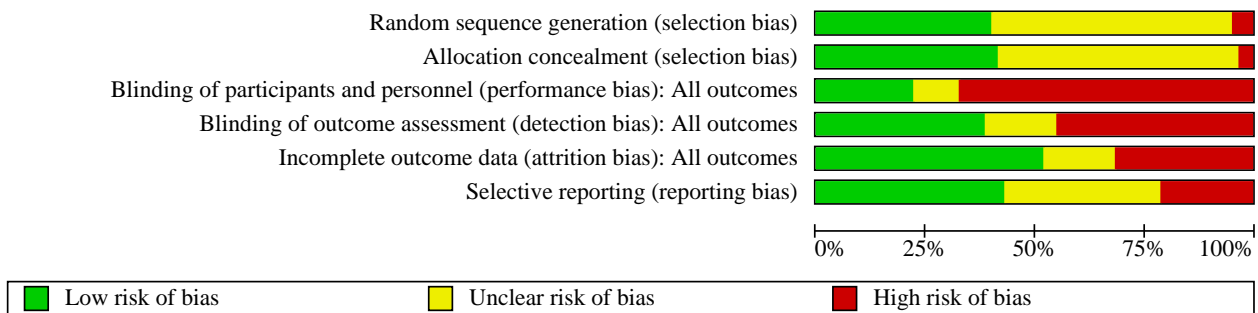 Random sequence generation (selection bias)
Allocation concealment (selection bias)
Blinding of participants and personnel (performance bias): All outcomes
Blinding of outcome assessment (detection bias): All outcomes
Incomplete outcome data (attrition bias): All outcomes
Selective reporting (reporting bias)
0% 25% 50% 75% 100%
Low risk of bias Unclear risk of bias High risk of bias